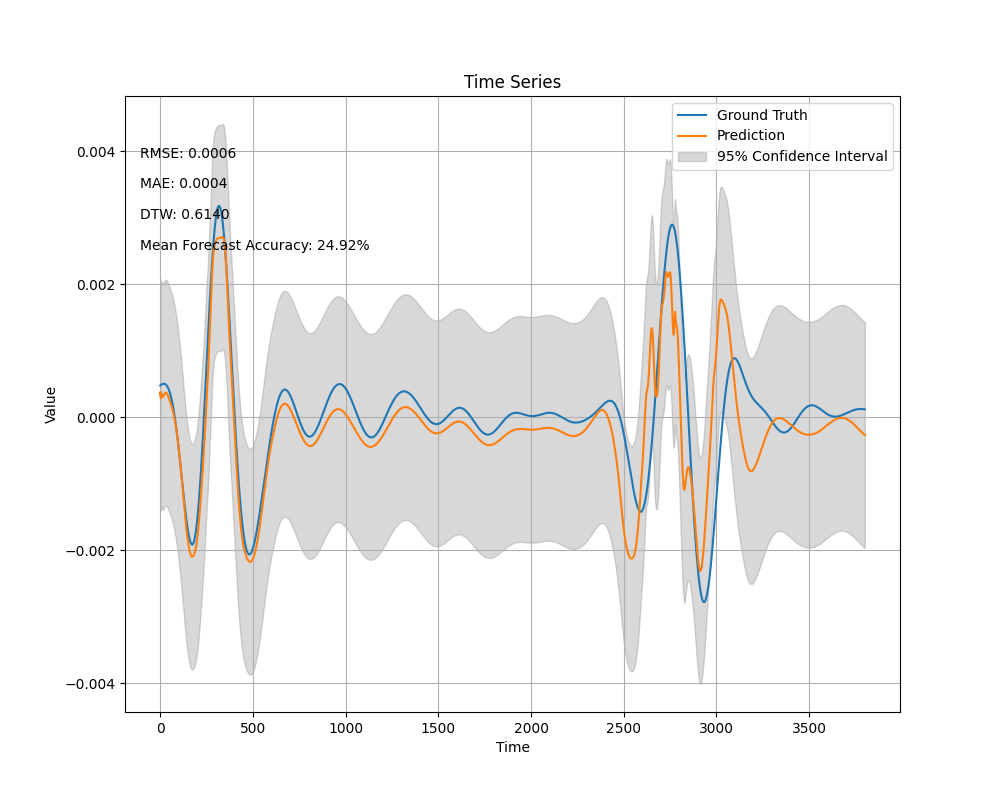 Time Series
Ground Truth
Prediction
95% Confidence Interval
RMSE: 0.0006
MAE: 0.0004
DTW: 0.6140
Mean Forecast Accuracy: 24.92%
Value
0.004
0.002
0.000
−0.002
−0.004
0 500 1000 1500 2000 2500 3000 3500
Time